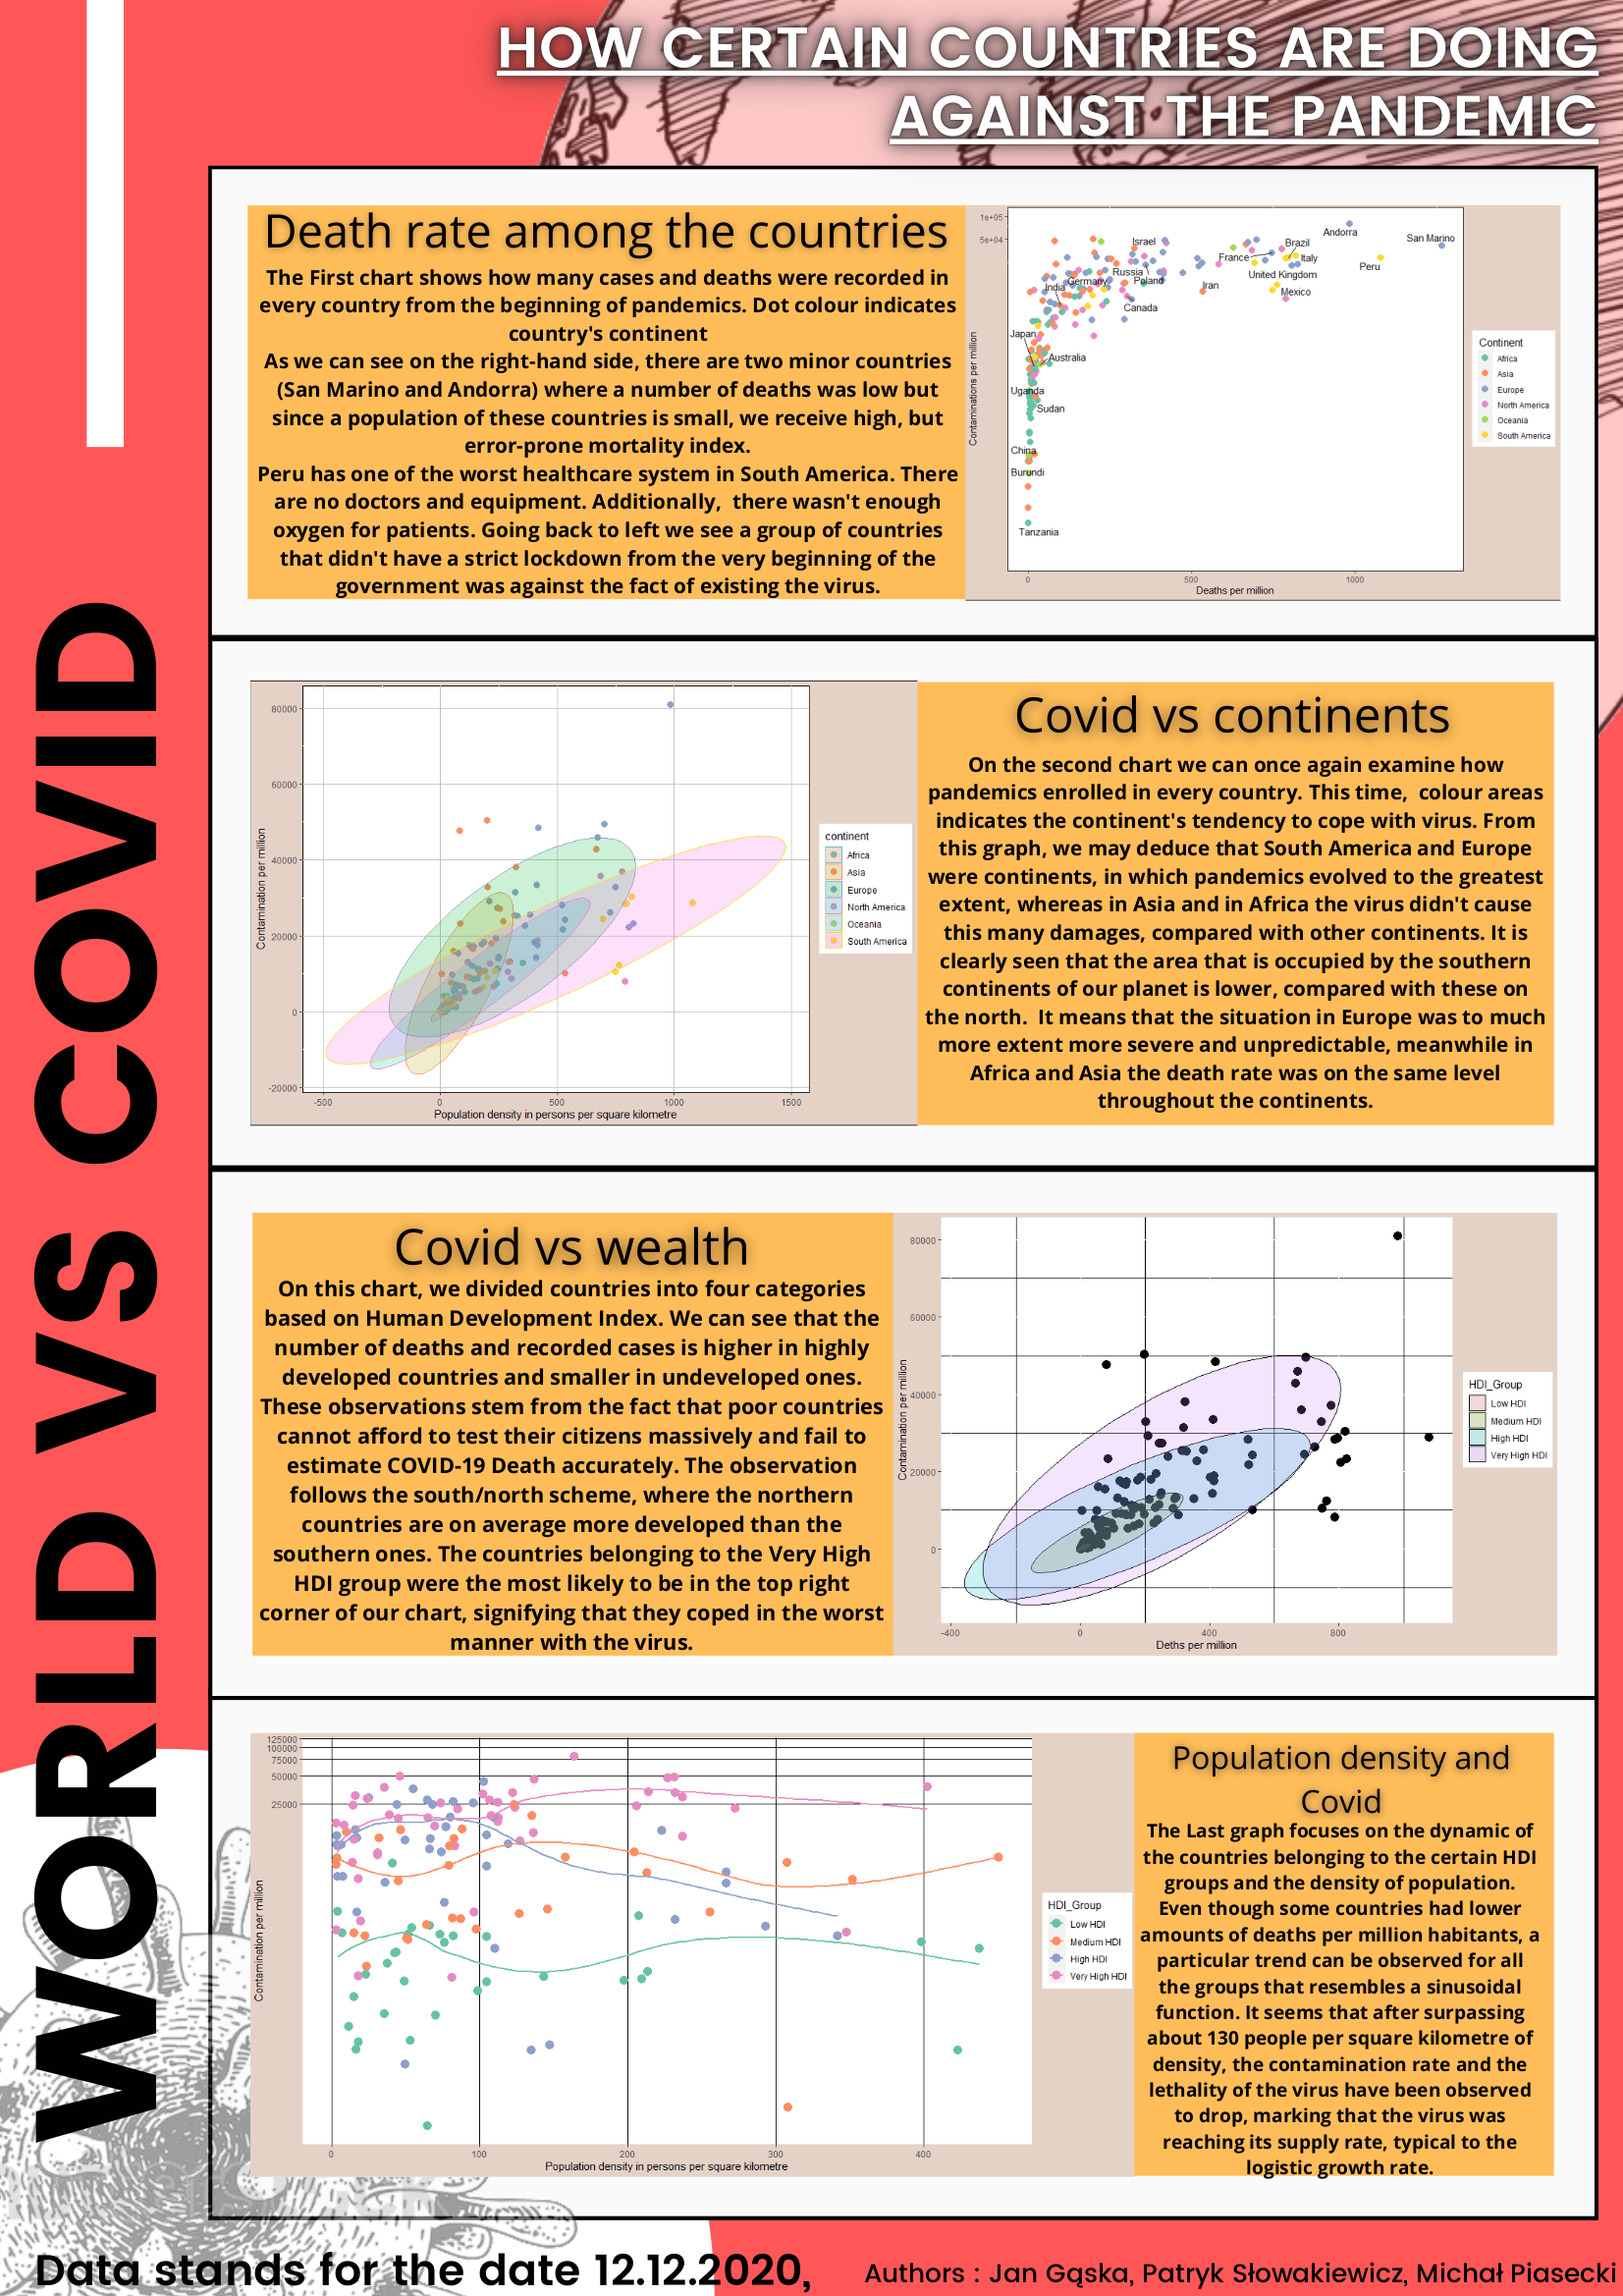 HOW CERTAIN COUNTRIES ARE DOING
AGAINST THE PANDEMIC
WORLD VS COVID
Death rate among the countries
The First chart shows how many cases and deaths were recorded in
every country from the beginning of pandemics. Dot colour indicates
country's continent
As we can see on the right-hand side, there are two minor countries
(San Marino and Andorra) where a number of deaths was low but
since a population of these countries is small, we receive high, but
error-prone mortality index.
Peru has one of the worst healthcare system in South America. There
are no doctors and equipment. Additionally,  there wasn't enough
oxygen for patients. Going back to left we see a group of countries
that didn't have a strict lockdown from the very beginning of the
government was against the fact of existing the virus.
1e+05
5e+04
Contaminations per million
Andorra
San Marino
Israel
Brazil
France
Italy
Peru
Russia
United Kingdom
Germany
Poland
India
Iran
Mexico
Canada
Japan
Australia
Uganda
Sudan
China
Burundi
Tanzania
0
500
1000
Deaths per million
Continent
Africa
Asia
Europe
North America
Oceania
South America
80000
60000
40000
20000
0
-20000
Contamination per million
-500
0
500
1000
1500
Population density in persons per square kilometre
continent
Africa
Asia
Europe
North America
Oceania
South America
Covid vs continents
On the second chart we can once again examine how
pandemics enrolled in every country. This time,  colour areas
indicates the continent's tendency to cope with virus. From
this graph, we may deduce that South America and Europe
were continents, in which pandemics evolved to the greatest
extent, whereas in Asia and in Africa the virus didn't cause
this many damages, compared with other continents. It is
clearly seen that the area that is occupied by the southern
continents of our planet is lower, compared with these on
the north.  It means that the situation in Europe was to much
more extent more severe and unpredictable, meanwhile in
Africa and Asia the death rate was on the same level
throughout the continents.
Covid vs wealth
On this chart, we divided countries into four categories
based on Human Development Index. We can see that the
number of deaths and recorded cases is higher in highly
developed countries and smaller in undeveloped ones.
These observations stem from the fact that poor countries
cannot afford to test their citizens massively and fail to
estimate COVID-19 Death accurately. The observation
follows the south/north scheme, where the northern
countries are on average more developed than the
southern ones. The countries belonging to the Very High
HDI group were the most likely to be in the top right
corner of our chart, signifying that they coped in the worst
manner with the virus.
80000
60000
40000
20000
0
Contamination per million
-400
0
400
800
Deths per million
HDI_Group
Low HDI
Medium HDI
High HDI
Very High HDI
125000
100000
75000
50000
25000
Contamination per million
0
100
200
300
400
Population density in persons per square kilometre
HDI_Group
Low HDI
Medium HDI
High HDI
Very High HDI
Population density and
Covid
The Last graph focuses on the dynamic of
the countries belonging to the certain HDI
groups and the density of population.
Even though some countries had lower
amounts of deaths per million habitants, a
particular trend can be observed for all
the groups that resembles a sinusoidal
function. It seems that after surpassing
about 130 people per square kilometre of
density, the contamination rate and the
lethality of the virus have been observed
to drop, marking that the virus was
reaching its supply rate, typical to the
logistic growth rate.
Data stands for the date 12.12.2020,
Authors : Jan Gąska, Patryk Słowakiewicz, Michał Piasecki